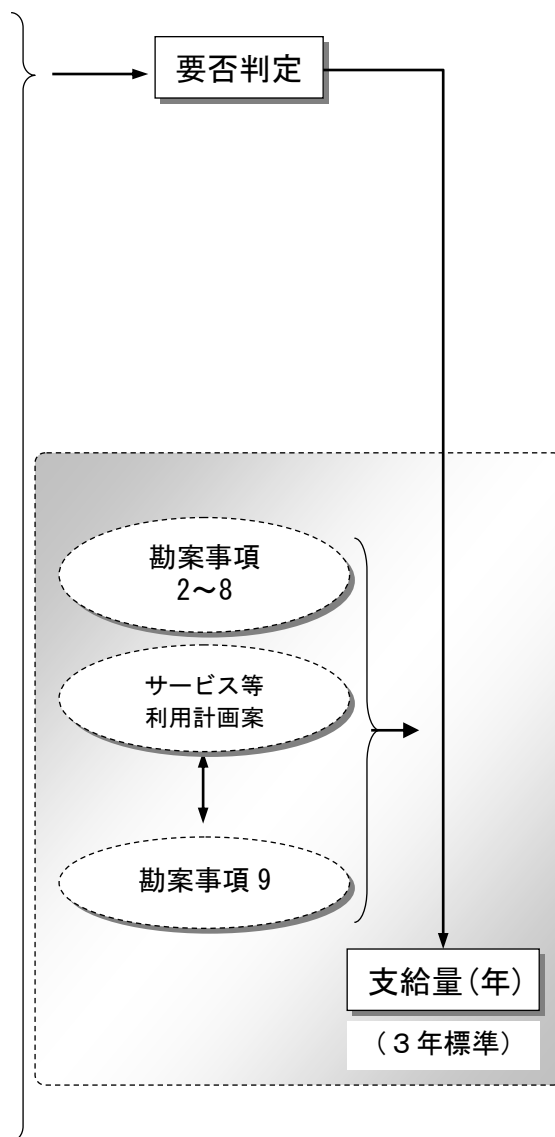 要否判定
勘案事項
2～8
サービス等
利用計画案
勘案事項 9
支給量(年)
(３年標準)